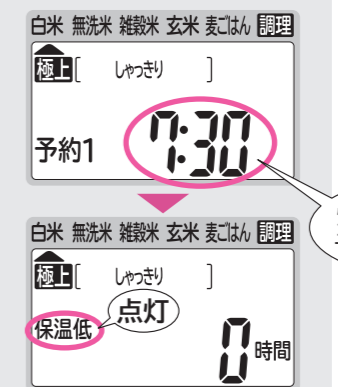 白米 無洗米 雑穀米 玄米 麦ごはん 調理
極上[ しゃっきり ]
予約1 7:30
白米 無洗米 雑穀米 玄米 麦ごはん 調理
極上[ しゃっきり ]
点灯
保温低 0時間